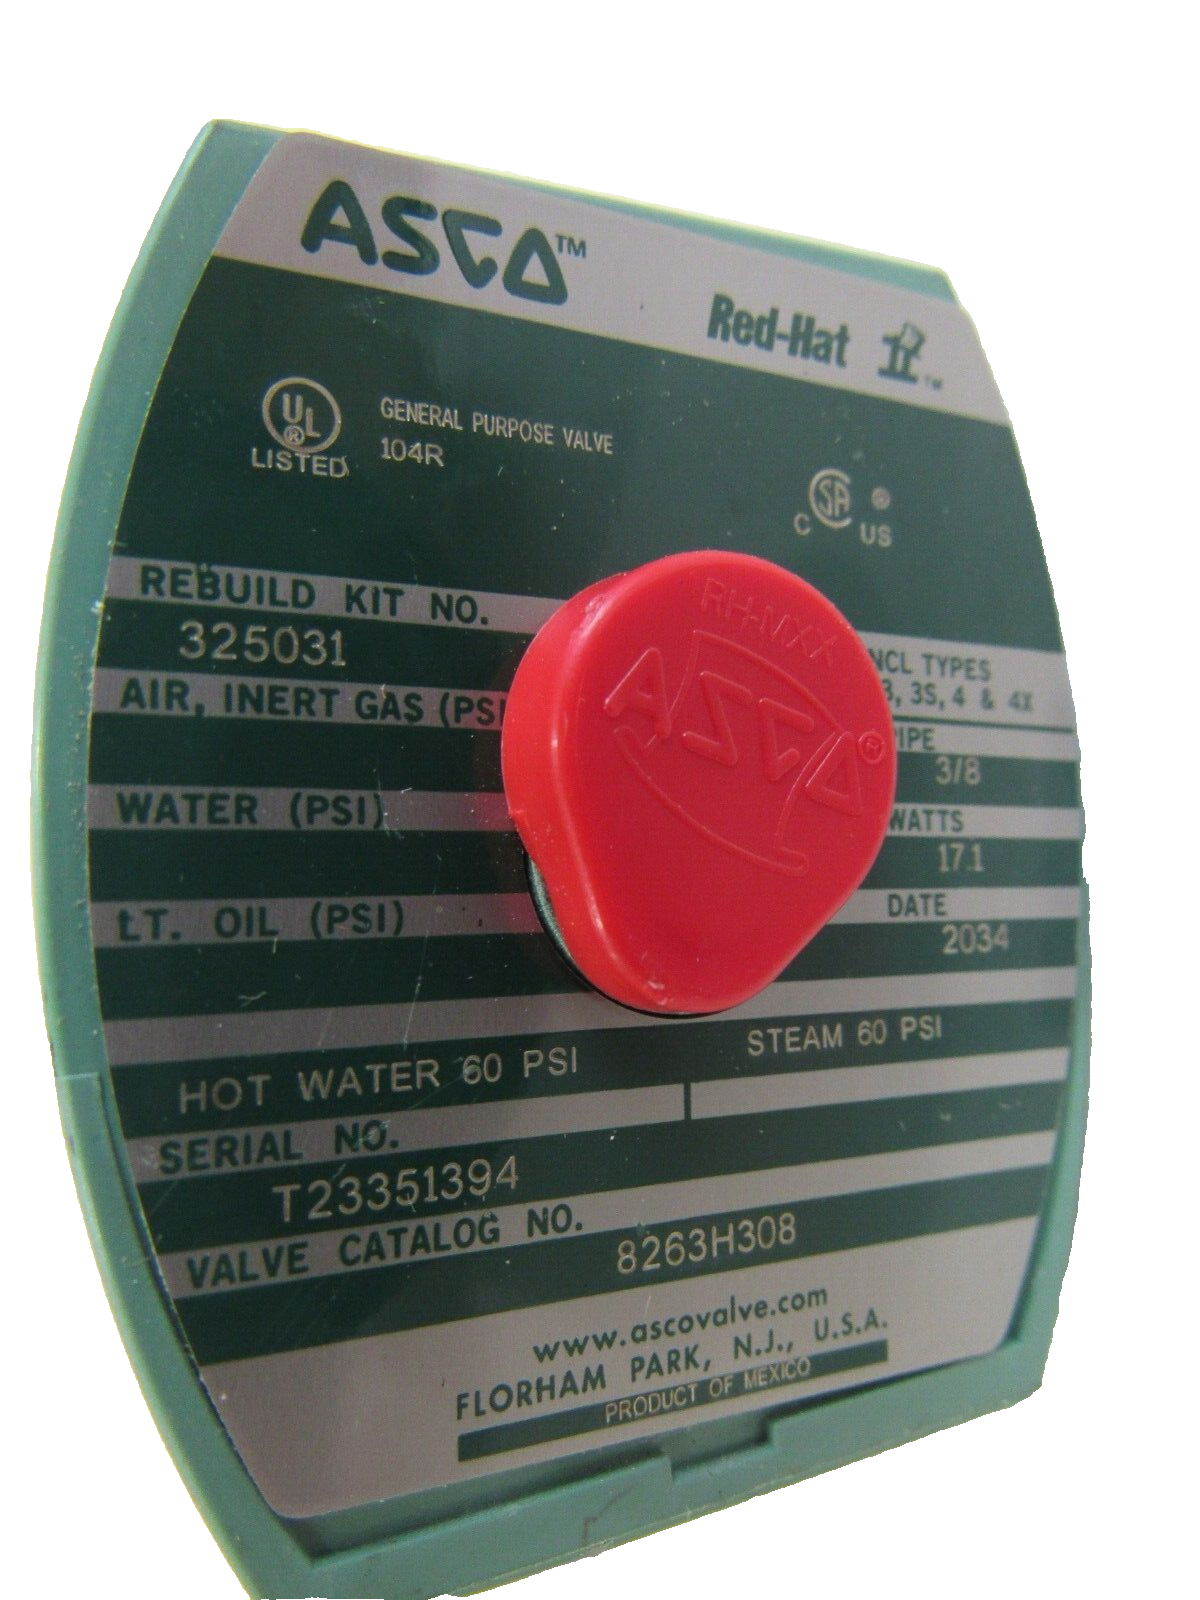 ASCO™
Red-Hat II™
UL®
LISTED
GENERAL PURPOSE VALVE
104R
C SA® US
REBUILD KIT NO.
325031
AIR, INERT GAS (PSI
WATER (PSI)
LT. OIL (PSI)
RH-MXX
ASCO®
NCL TYPES
3, 3S, 4 & 4X
PIPE
3/8
WATTS
17.1
DATE
2034
HOT WATER 60 PSI
STEAM 60 PSI
SERIAL NO.
T23351394
VALVE CATALOG NO.
8263H308
www.ascovalve.com
FLORHAM PARK, N.J., U.S.A.
PRODUCT OF MEXICO